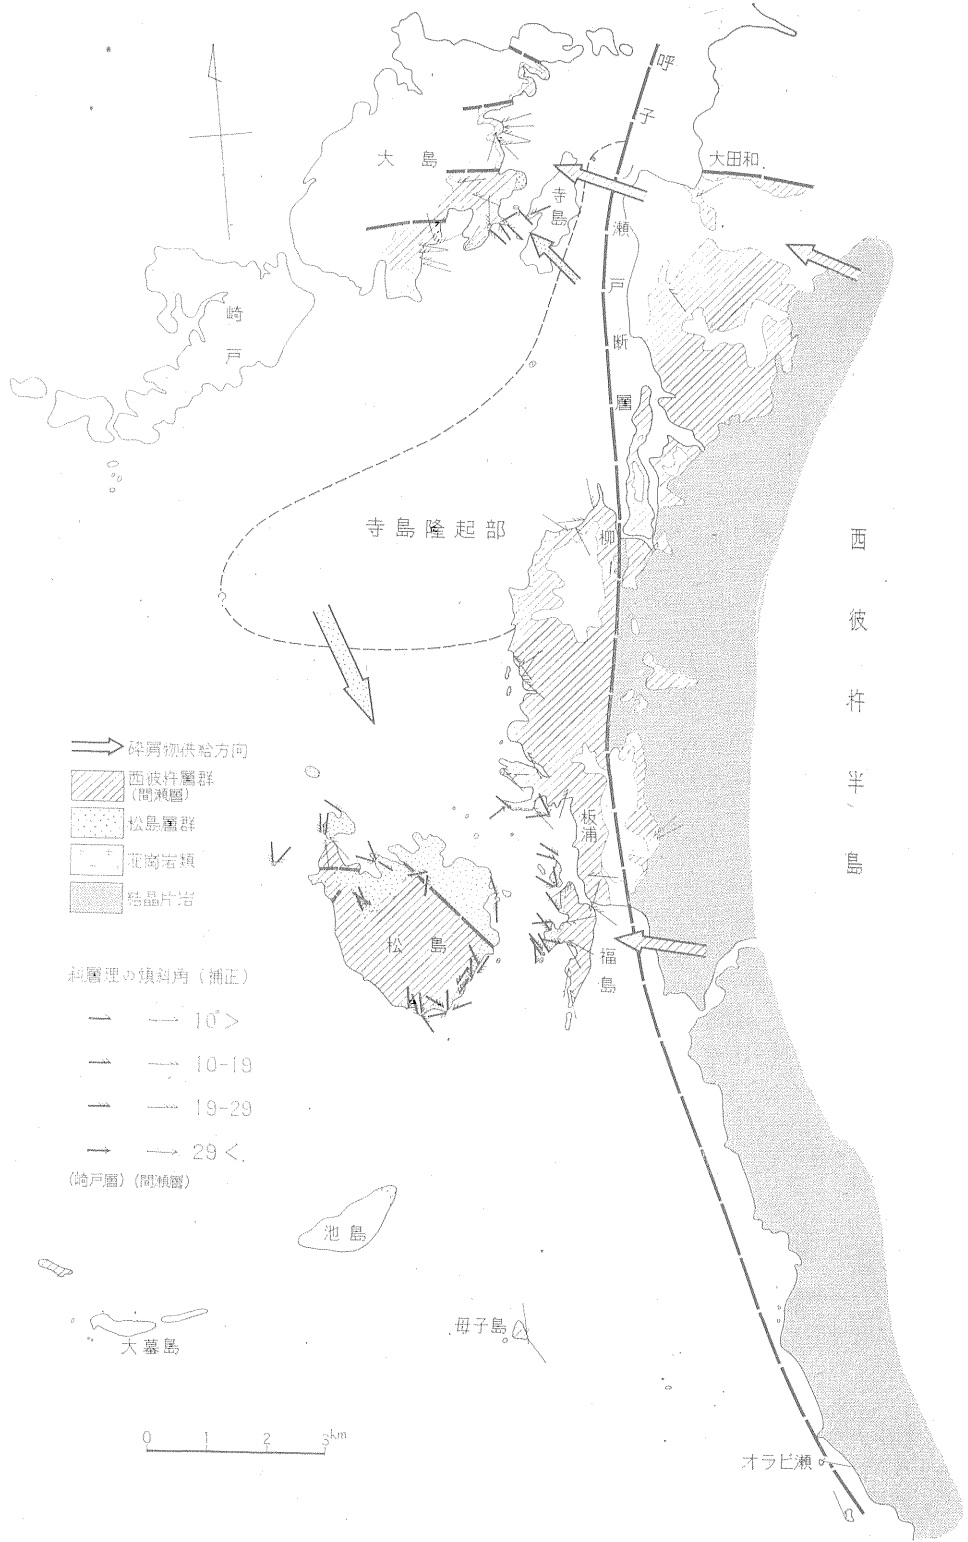 呼子瀬戸断層
大島
寺島
大田和
崎戸
寺島隆起部
柳
西彼杵半島
砕屑物供給方向
西彼杵層群
(間瀬層)
松島層群
花崗岩類
結晶片岩
板浦
松島
福島
斜層理の傾斜角(補正)
10°>
10-19
19-29
29<.
(崎戸層)(間瀬層)
池島
大蟇島
母子島
0 1 2 3km
オラビ瀬